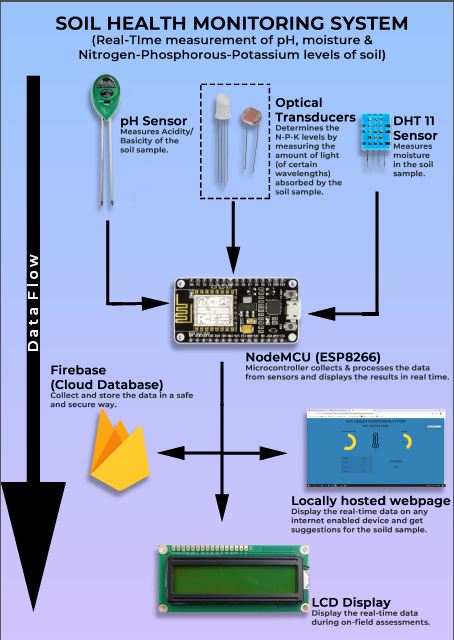 SOIL HEALTH MONITORING SYSTEM
(Real-TIme measurement of pH, moisture &
Nitrogen-Phosphorous-Potassium levels of soil)
pH Sensor
Measures Acidity/
Basicity of the
soil sample.
Optical
Transducers
Determines the
N-P-K levels by
measuring the
amount of light
(of certain
wavelengths)
absorbed by the
soil sample.
DHT 11
Sensor
Measures
moisture
in the soil
sample.
Data Flow
NodeMCU (ESP8266)
Microcontroller collects & processes the data
from sensors and displays the results in real time.
Firebase
(Cloud Database)
Collect and store the data in a safe
and secure way.
SOIL HEALTH MONITORING SYSTEM
Locally hosted webpage
Display the real-time data on any
internet enabled device and get
suggestions for the soild sample.
LCD Display
Display the real-time data
during on-field assessments.